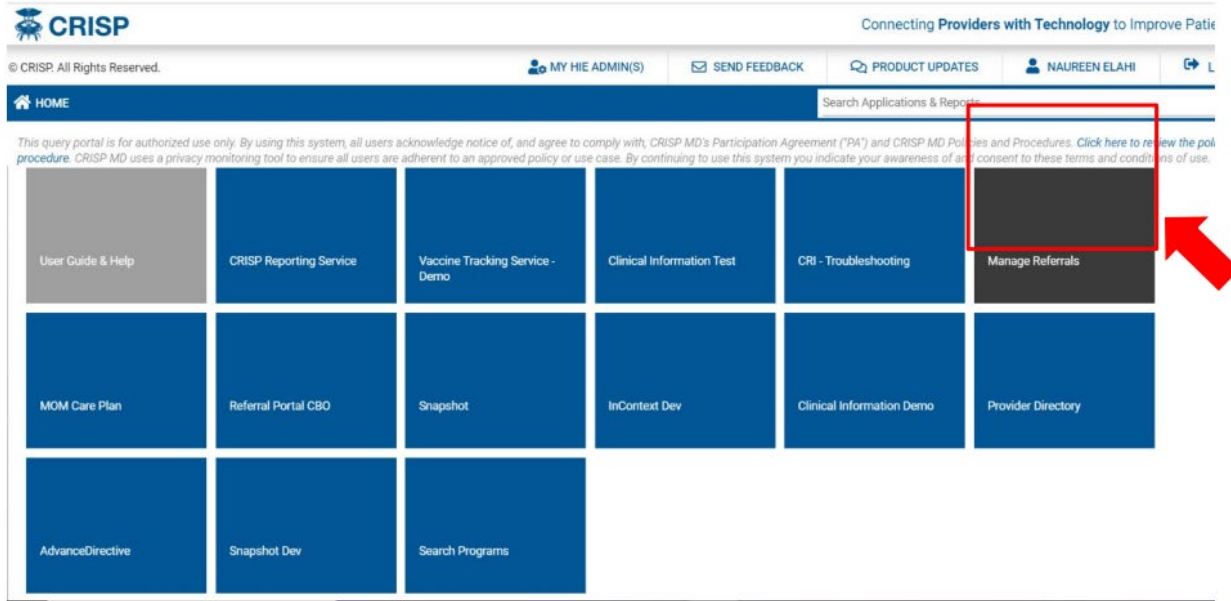 CRISP
Connecting Providers with Technology to Improve Patie
© CRISP. All Rights Reserved.
MY HIE ADMIN(S)
SEND FEEDBACK
PRODUCT UPDATES
NAUREEN ELAHI
L
HOME
Search Applications & Reports
This query portal is for authorized use only. By using this system, all users acknowledge notice of, and agree to comply with, CRISP MD's Participation Agreement ("PA") and CRISP MD Policies and Procedures. Click here to review the poli
procedure. CRISP MD uses a privacy monitoring tool to ensure all users are adherent to an approved policy or use case. By continuing to use this system you indicate your awareness of and consent to these terms and conditions of use.
User Guide & Help
CRISP Reporting Service
Vaccine Tracking Service -
Demo
Clinical Information Test
CRI - Troubleshooting
Manage Referrals
MOM Care Plan
Referral Portal CBO
Snapshot
InContext Dev
Clinical Information Demo
Provider Directory
AdvanceDirective
Snapshot Dev
Search Programs